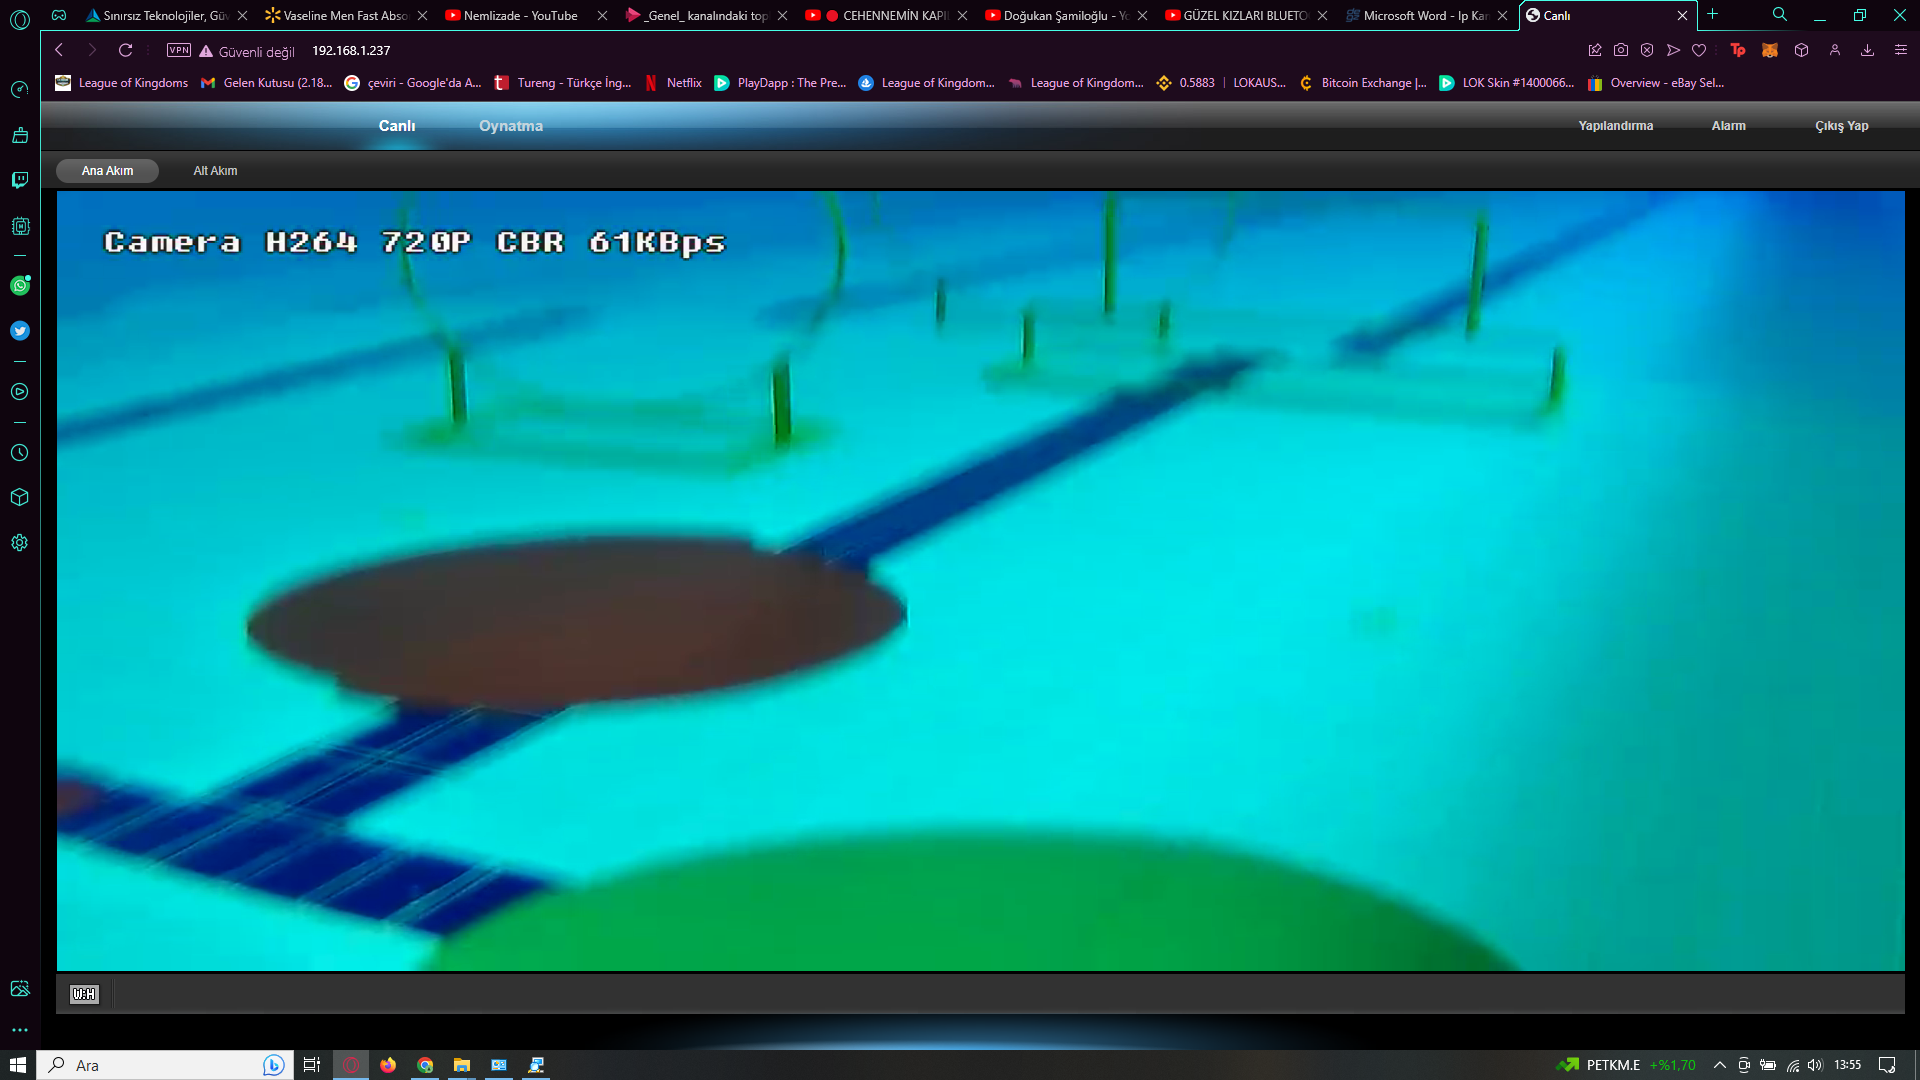 Sınırsız Teknolojiler, Güv
Vaseline Men Fast Abso
Nemlizade - YouTube
_Genel_ kanalındaki top
CEHENNEMİN KAPI
Doğukan Şamiloğlu - Yo
GÜZEL KIZLARI BLUETO
Microsoft Word - Ip Kam
Canlı
VPN
Güvenli değil
192.168.1.237
League of Kingdoms
Gelen Kutusu (2.18...
çeviri - Google'da A...
Tureng - Türkçe İng...
Netflix
PlayDapp : The Pre...
League of Kingdom...
League of Kingdom...
0.5883 | LOKAUS...
Bitcoin Exchange |...
LOK Skin #1400066...
Overview - eBay Sel...
Canlı
Oynatma
Yapılandırma
Alarm
Çıkış Yap
Ana Akım
Alt Akım
Camera H264 720P CBR 61KBps
W:H
Ara
PETKM.E +%1,70
13:55